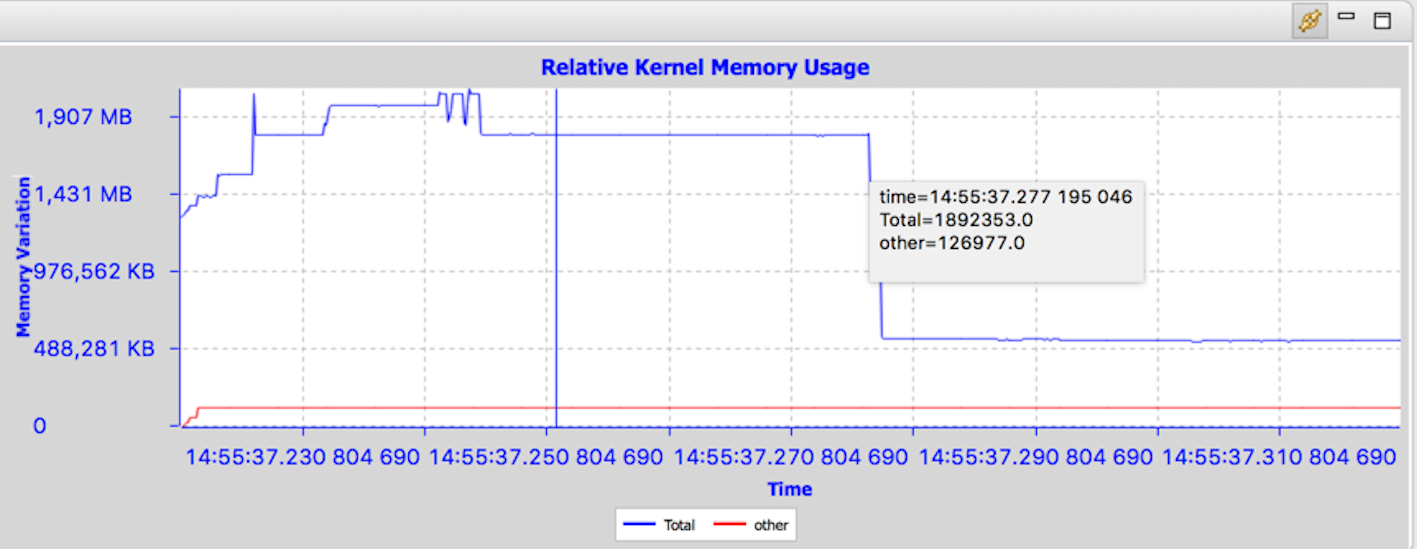 Relative Kernel Memory Usage
1,907 MB
1,431 MB
976,562 KB
488,281 KB
0
Memory Variation
time=14:55:37.277 195 046
Total=1892353.0
other=126977.0
14:55:37.230 804 690 14:55:37.250 804 690 14:55:37.270 804 690 14:55:37.290 804 690 14:55:37.310 804 690
Time
Total other